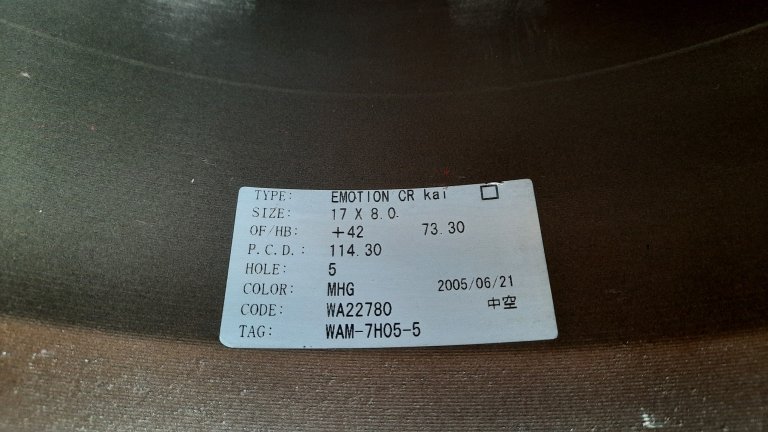 TYPE: EMOTION CR kai □
SIZE: 17 X 8.0
OF/HB: +42 73.30
P.C.D.: 114.30
HOLE: 5
COLOR: MHG 2005/06/21
CODE: WA22780 中空
TAG: WAM-7H05-5